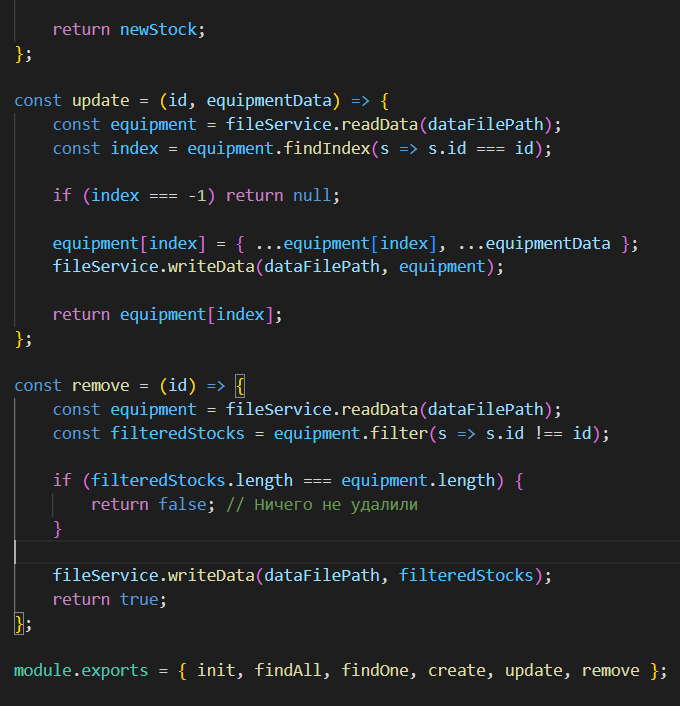 return newStock;
};
const update = (id, equipmentData) => {
const equipment = fileService.readData(dataFilePath);
const index = equipment.findIndex(s => s.id === id);
if (index === -1) return null;
equipment[index] = { ...equipment[index], ...equipmentData };
fileService.writeData(dataFilePath, equipment);
return equipment[index];
};
const remove = (id) => {
const equipment = fileService.readData(dataFilePath);
const filteredStocks = equipment.filter(s => s.id !== id);
if (filteredStocks.length === equipment.length) {
return false; // Ничего не удалили
}
fileService.writeData(dataFilePath, filteredStocks);
return true;
};
module.exports = { init, findAll, findOne, create, update, remove };